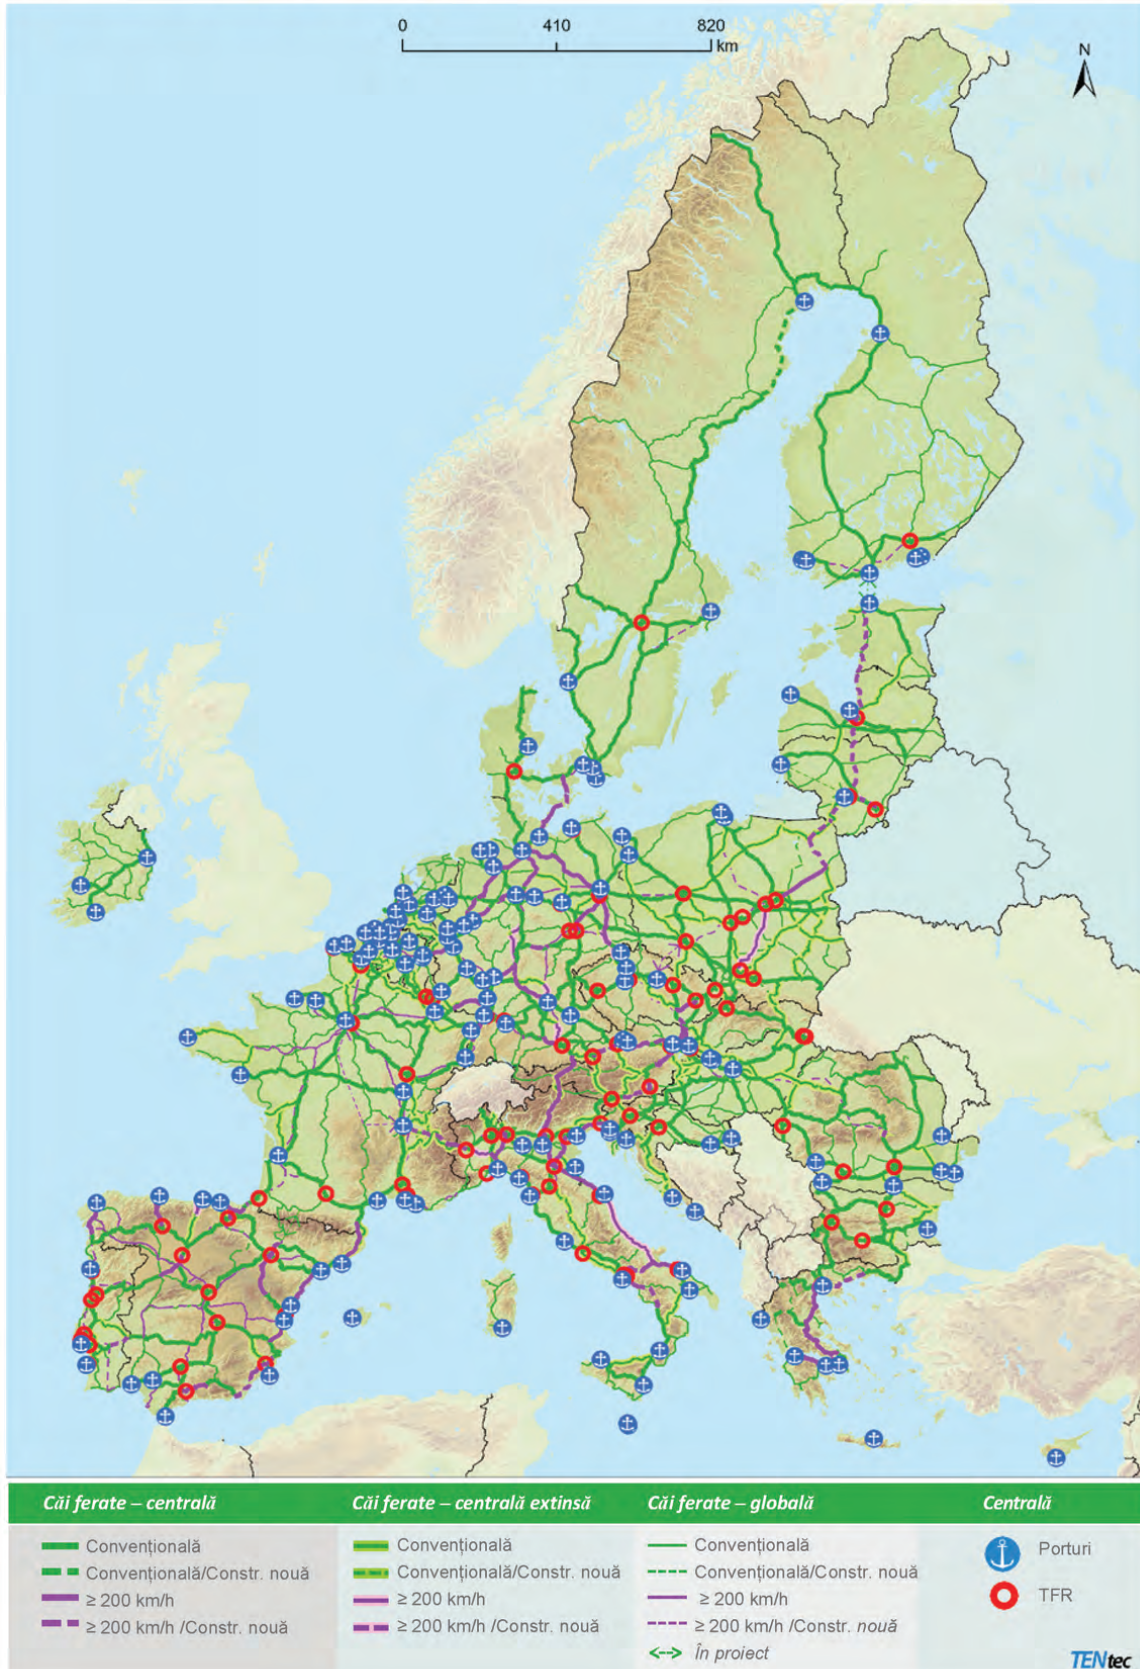 0 410 820
km
N
Căi ferate – centrală
Căi ferate – centrală extinsă
Căi ferate – globală
Centrală
Convențională
Convențională/Constr. nouă
≥ 200 km/h
≥ 200 km/h /Constr. nouă
Convențională
Convențională/Constr. nouă
≥ 200 km/h
≥ 200 km/h /Constr. nouă
Convențională
Convențională/Constr. nouă
≥ 200 km/h
≥ 200 km/h /Constr. nouă
În proiect
Porturi
TFR
TENtec